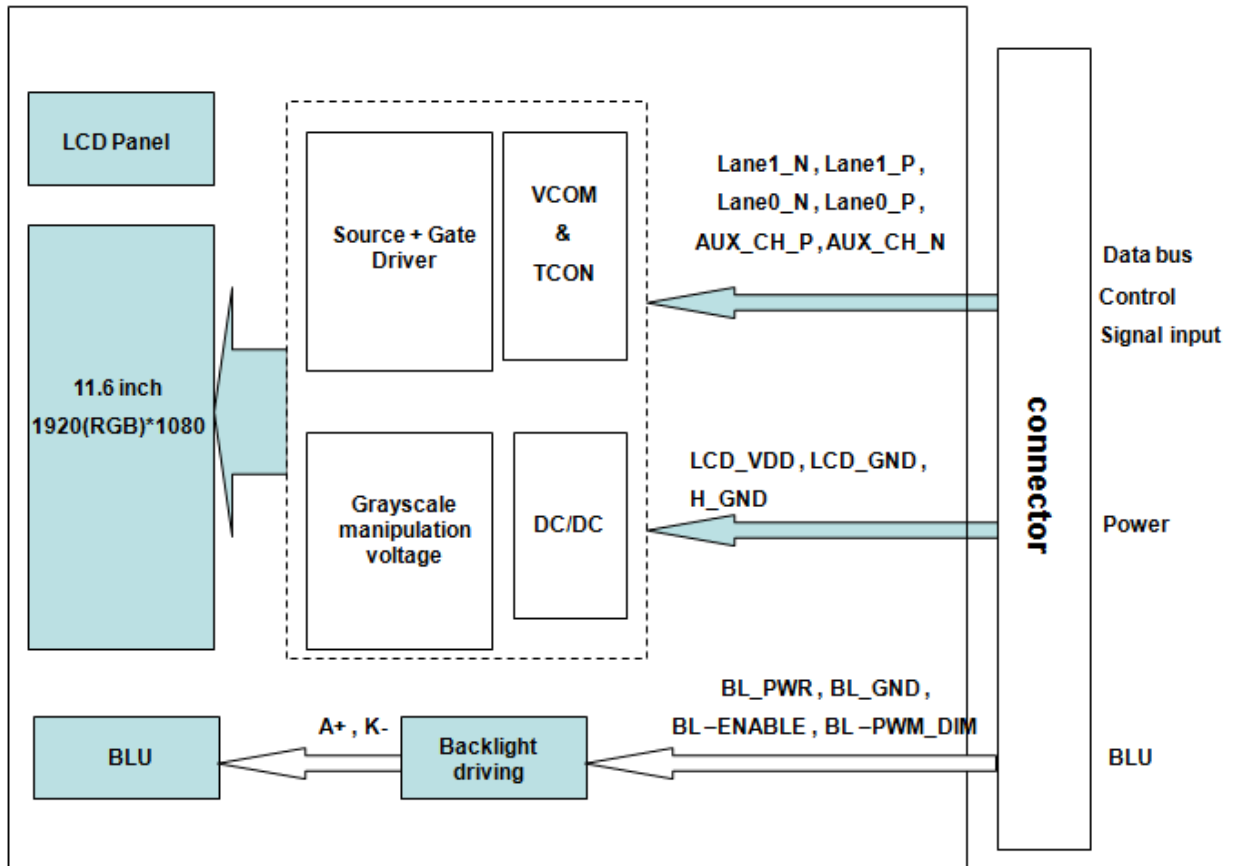 LCD Panel
11.6 inch
1920(RGB)*1080
Source + Gate
Driver
VCOM
&
TCON
Grayscale
manipulation
voltage
DC/DC
Lane1_N , Lane1_P ,
Lane0_N , Lane0_P ,
AUX_CH_P , AUX_CH_N
LCD_VDD , LCD_GND ,
H_GND
BL_PWR , BL_GND ,
BL–ENABLE , BL–PWM_DIM
A+ , K-
Backlight
driving
BLU
connector
Data bus
Control
Signal input
Power
BLU